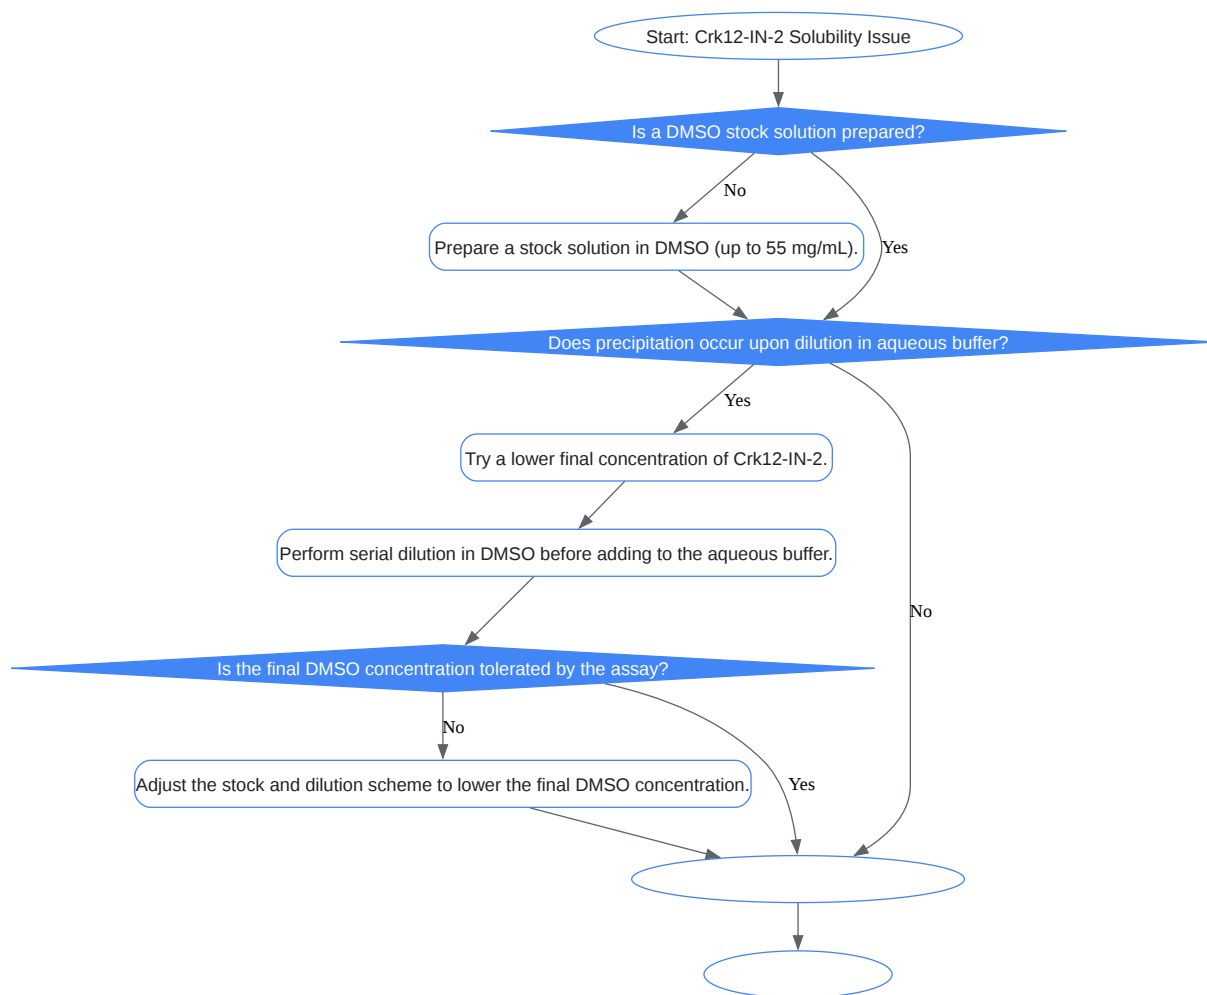 Start: Crk12-IN-2 Solubility Issue
Is a DMSO stock solution prepared?
No
Prepare a stock solution in DMSO (up to 55 mg/mL).
Yes
Does precipitation occur upon dilution in aqueous buffer?
Yes
Try a lower final concentration of Crk12-IN-2.
Perform serial dilution in DMSO before adding to the aqueous buffer.
No
Is the final DMSO concentration tolerated by the assay?
No
Adjust the stock and dilution scheme to lower the final DMSO concentration.
Yes